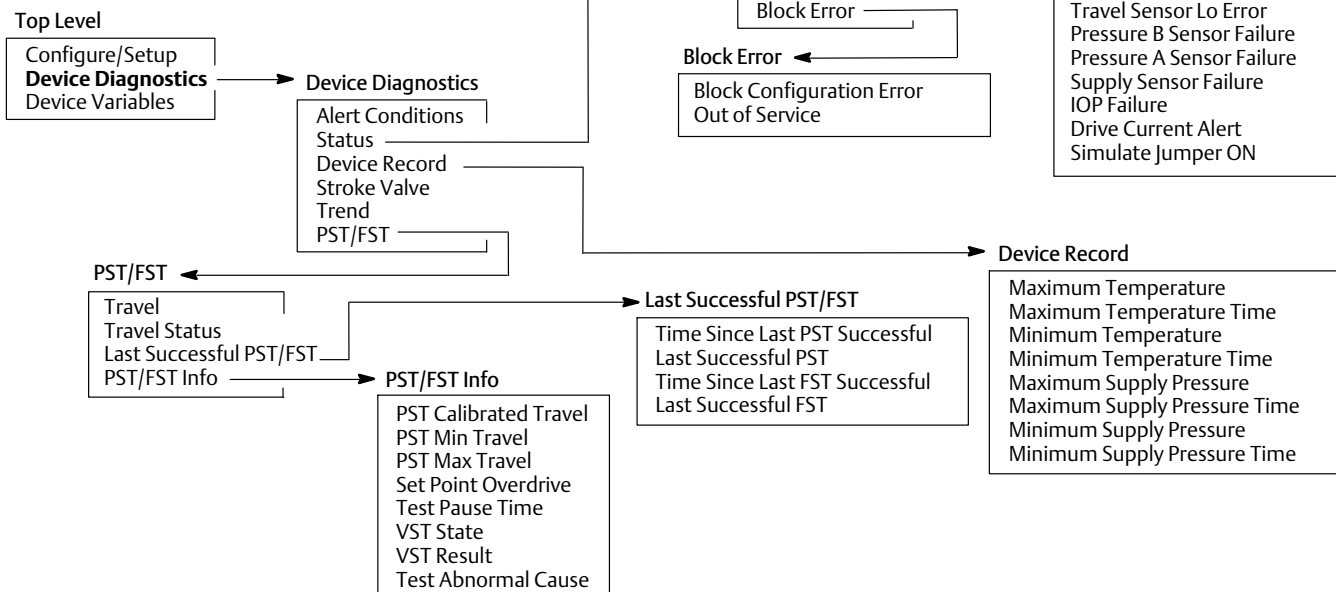 Top Level
Configure/Setup
Device Diagnostics
Device Variables
Device Diagnostics
Alert Conditions
Status
Device Record
Stroke Valve
Trend
PST/FST
Block Error
Block Error
Block Configuration Error
Out of Service
Travel Sensor Lo Error
Pressure B Sensor Failure
Pressure A Sensor Failure
Supply Sensor Failure
IOP Failure
Drive Current Alert
Simulate Jumper ON
PST/FST
Travel
Travel Status
Last Successful PST/FST
PST/FST Info
PST/FST Info
PST Calibrated Travel
PST Min Travel
PST Max Travel
Set Point Overdrive
Test Pause Time
VST State
VST Result
Test Abnormal Cause
Last Successful PST/FST
Time Since Last PST Successful
Last Successful PST
Time Since Last FST Successful
Last Successful FST
Device Record
Maximum Temperature
Maximum Temperature Time
Minimum Temperature
Minimum Temperature Time
Maximum Supply Pressure
Maximum Supply Pressure Time
Minimum Supply Pressure
Minimum Supply Pressure Time